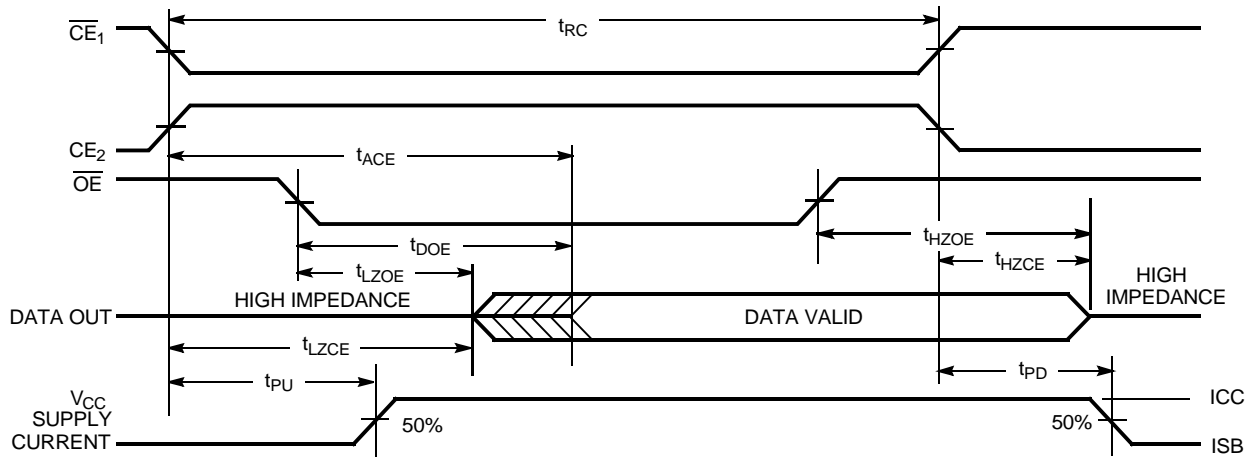 tRC
CE1
CE2
tACE
OE
tDOE
tHZOE
tLZOE
tHZCE
HIGH IMPEDANCE
HIGH
IMPEDANCE
DATA OUT
DATA VALID
tLZCE
tPU
tPD
VCC
SUPPLY
CURRENT
50%
50%
ICC
ISB